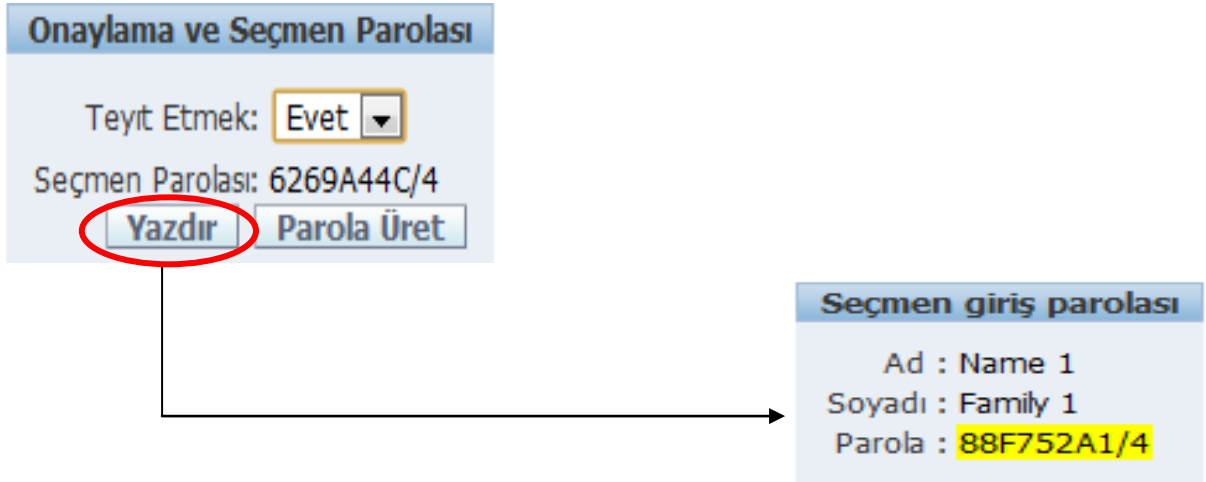 Onaylama ve Seçmen Parolası
Teyıt Etmek: Evet
Seçmen Parolası: 6269A44C/4
Yazdır Parola Üret
Seçmen giriş parolası
Ad : Name 1
Soyadı : Family 1
Parola : 88F752A1/4